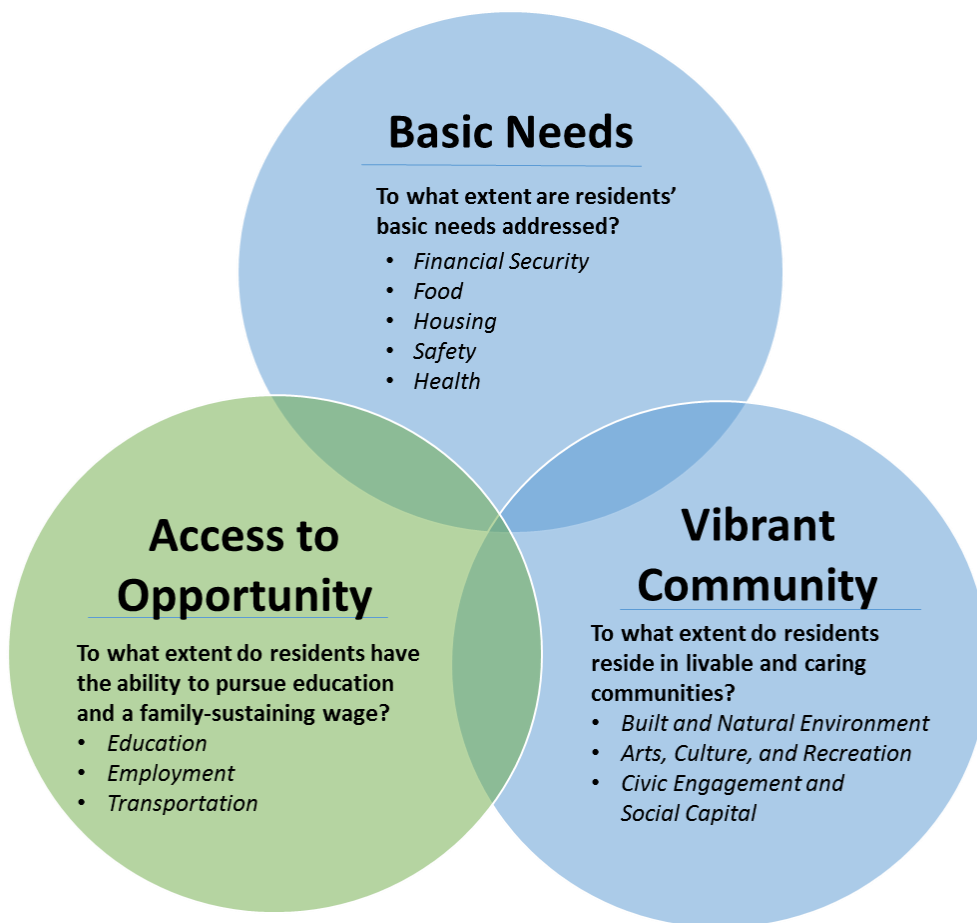 Basic Needs
To what extent are residents’
basic needs addressed?
• Financial Security
• Food
• Housing
• Safety
• Health
Access to
Opportunity
To what extent do residents have
the ability to pursue education
and a family-sustaining wage?
• Education
• Employment
• Transportation
Vibrant
Community
To what extent do residents
reside in livable and caring
communities?
• Built and Natural Environment
• Arts, Culture, and Recreation
• Civic Engagement and
Social Capital